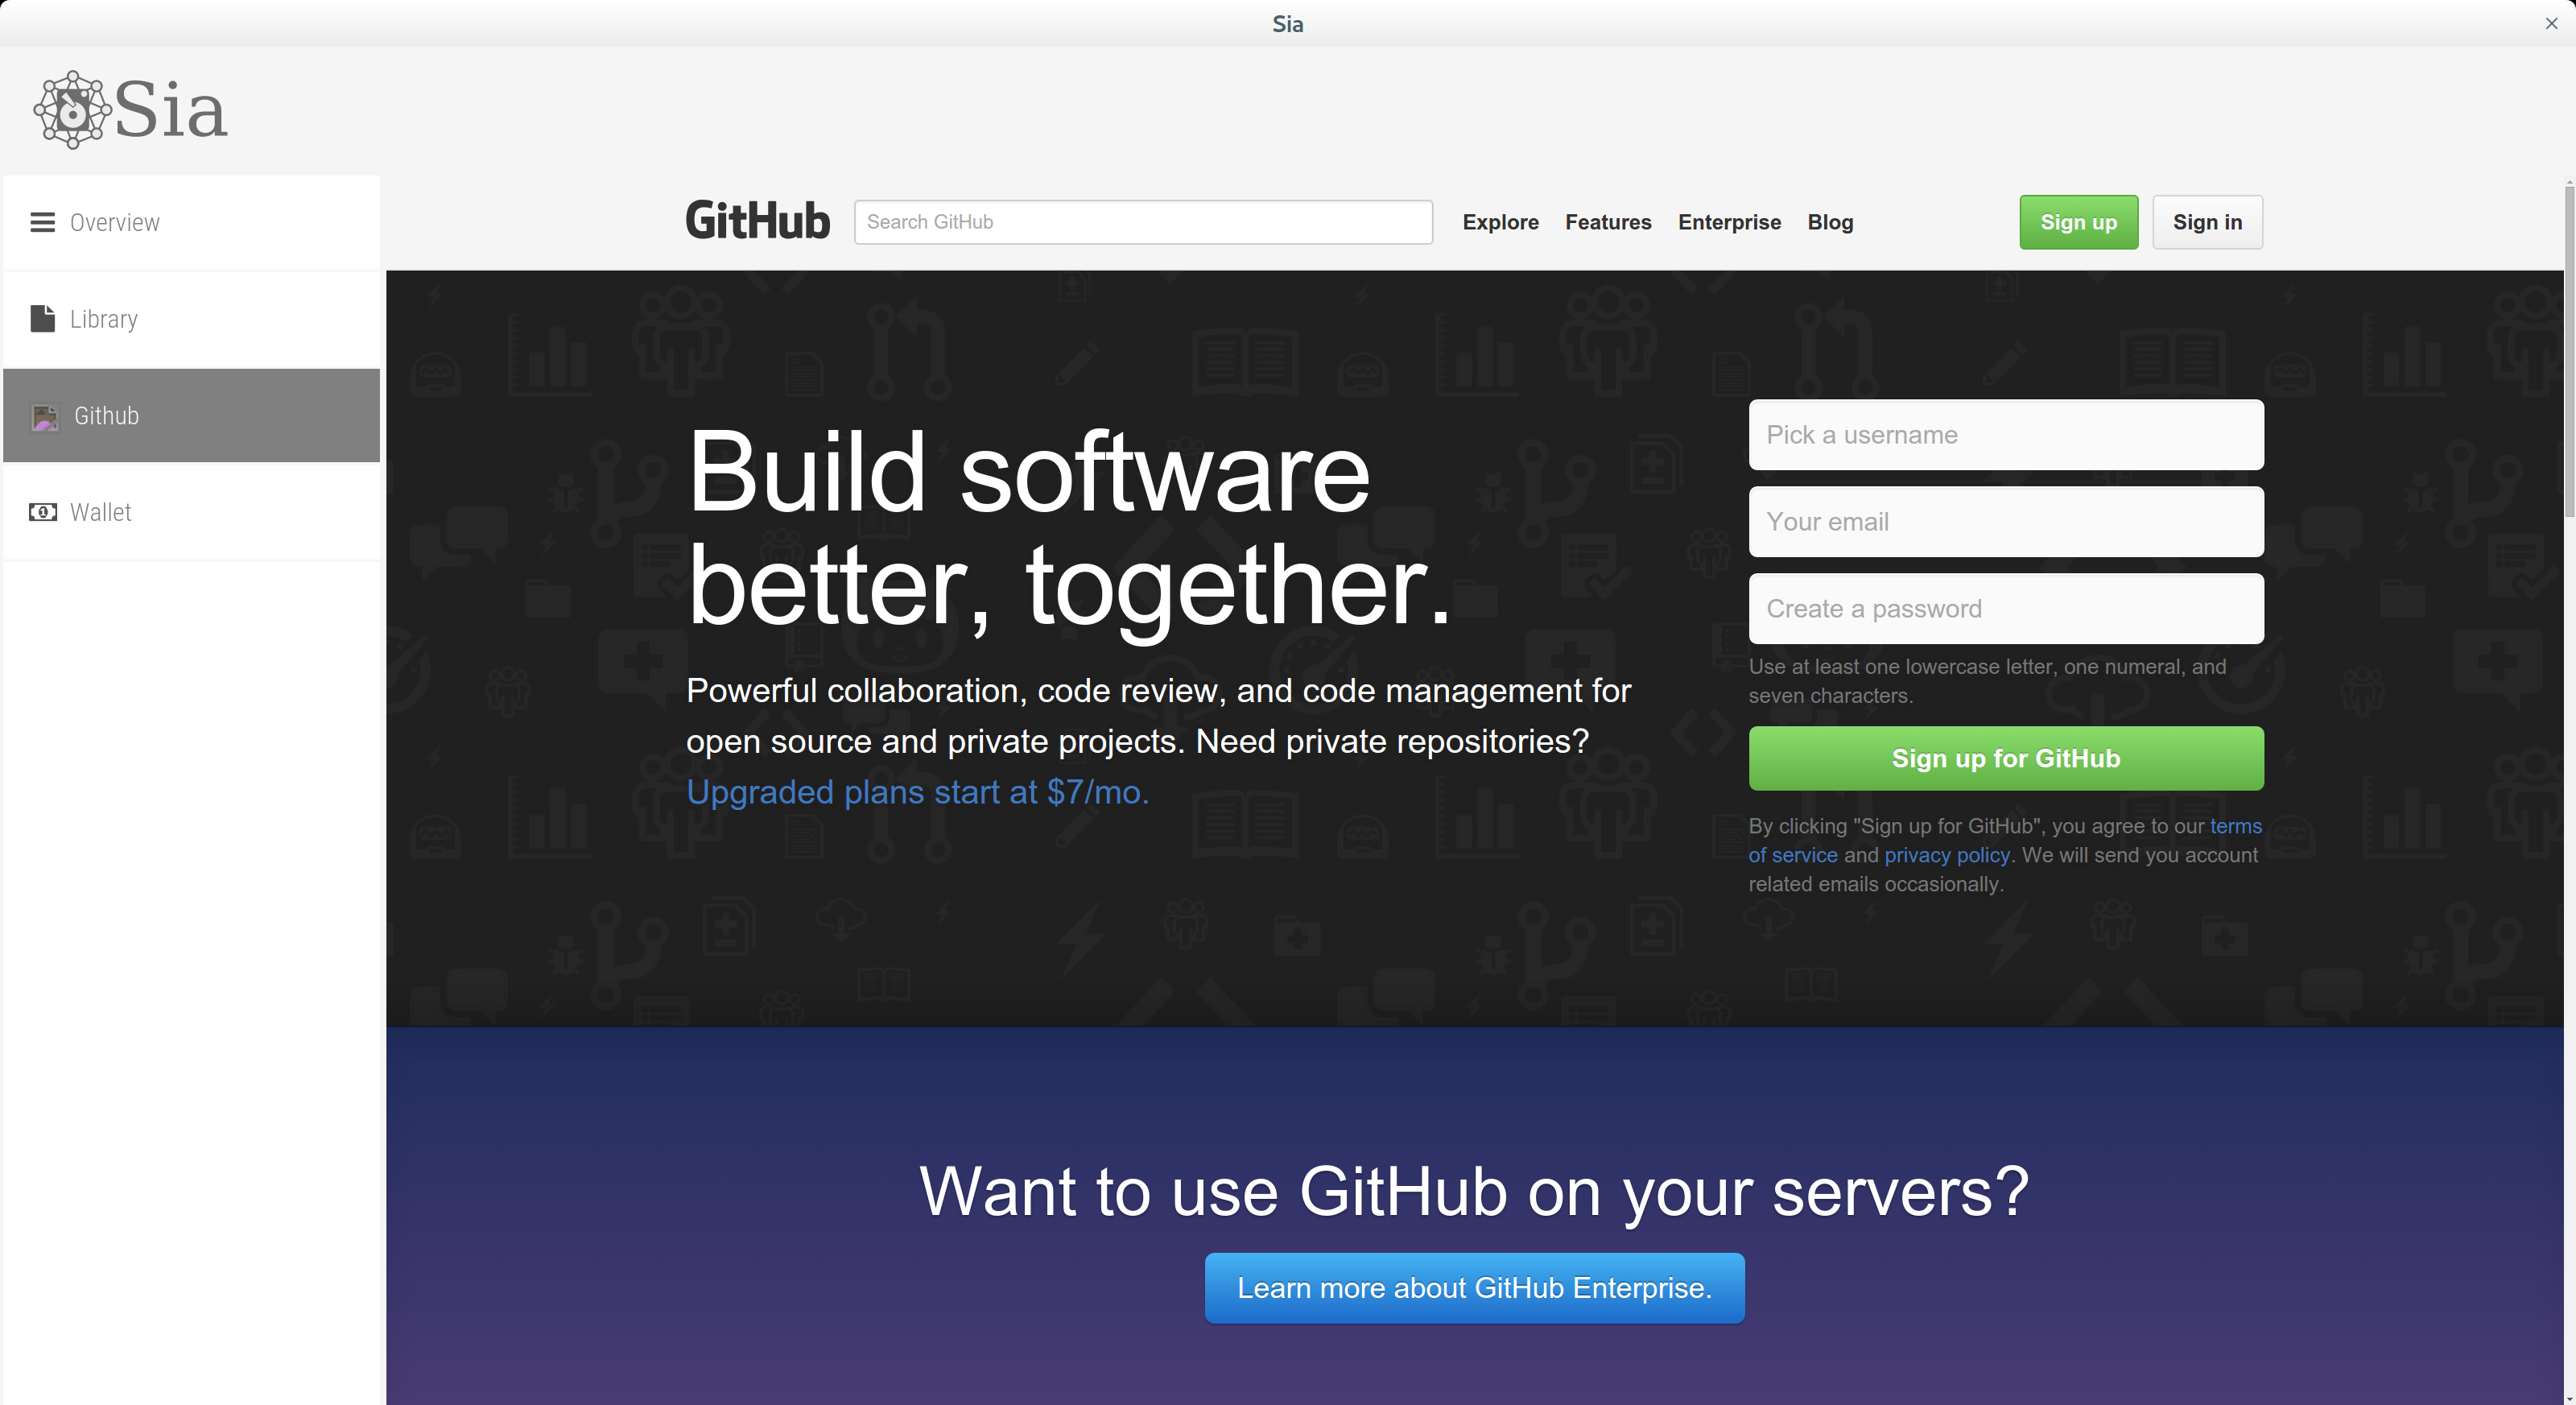 Sia
Sia
Overview
Library
Github
Wallet
GitHub
Search GitHub
Explore Features Enterprise Blog
Sign up
Sign in
Build software
better, together.
Powerful collaboration, code review, and code management for
open source and private projects. Need private repositories?
Upgraded plans start at $7/mo.
Pick a username
Your email
Create a password
Use at least one lowercase letter, one numeral, and
seven characters.
Sign up for GitHub
By clicking "Sign up for GitHub", you agree to our terms
of service and privacy policy. We will send you account
related emails occasionally.
Want to use GitHub on your servers?
Learn more about GitHub Enterprise.